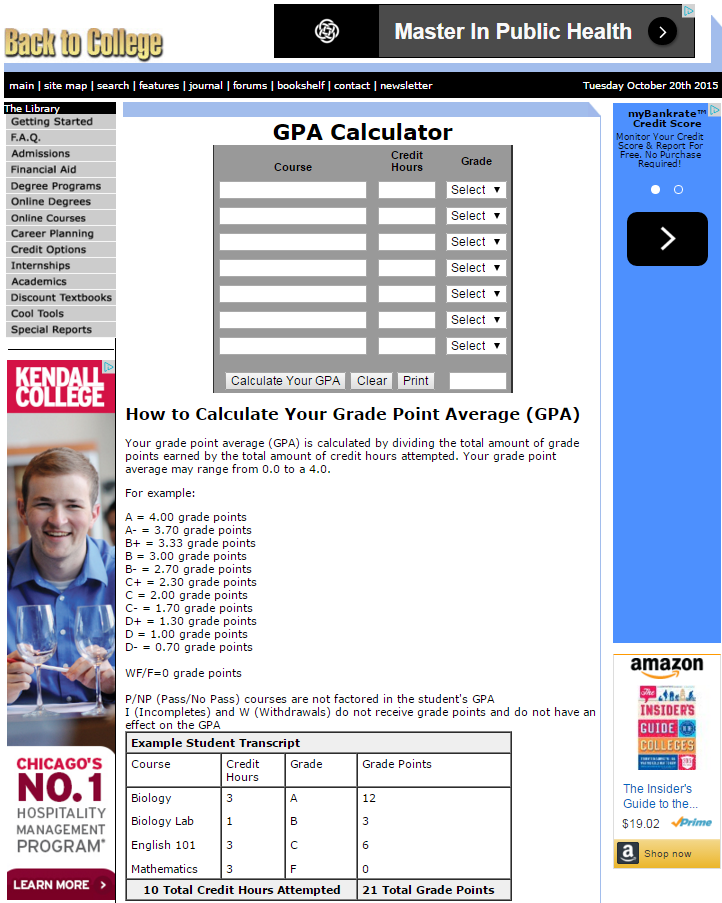 Back to College
Master In Public Health
main | site map | search | features | journal | forums | bookshelf | contact | newsletter
Tuesday October 20th 2015
The Library
Getting Started
F.A.Q.
Admissions
Financial Aid
Degree Programs
Online Degrees
Online Courses
Career Planning
Credit Options
Internships
Academics
Discount Textbooks
Cool Tools
Special Reports
KENDALL
COLLEGE
CHICAGO'S
NO.1
HOSPITALITY
MANAGEMENT
PROGRAM*
LEARN MORE >
GPA Calculator
Course Credit Hours Grade
Select ▼
Select ▼
Select ▼
Select ▼
Select ▼
Select ▼
Select ▼
Calculate Your GPA Clear Print
How to Calculate Your Grade Point Average (GPA)
Your grade point average (GPA) is calculated by dividing the total amount of grade
points earned by the total amount of credit hours attempted. Your grade point
average may range from 0.0 to a 4.0.
For example:
A = 4.00 grade points
A- = 3.70 grade points
B+ = 3.33 grade points
B = 3.00 grade points
B- = 2.70 grade points
C+ = 2.30 grade points
C = 2.00 grade points
C- = 1.70 grade points
D+ = 1.30 grade points
D = 1.00 grade points
D- = 0.70 grade points
WF/F=0 grade points
P/NP (Pass/No Pass) courses are not factored in the student's GPA
I (Incompletes) and W (Withdrawals) do not receive grade points and do not have an
effect on the GPA
Example Student Transcript
Course Credit Hours Grade Grade Points
Biology 3 A 12
Biology Lab 1 B 3
English 101 3 C 6
Mathematics 3 F 0
10 Total Credit Hours Attempted 21 Total Grade Points
myBankrate™
Credit Score
Monitor Your Credit
Score & Report For
Free. No Purchase
Required!
amazon
The
INSIDER'S
GUIDE
TO THE
COLLEGES
The Insider's
Guide to the...
$19.02 Prime
a Shop now